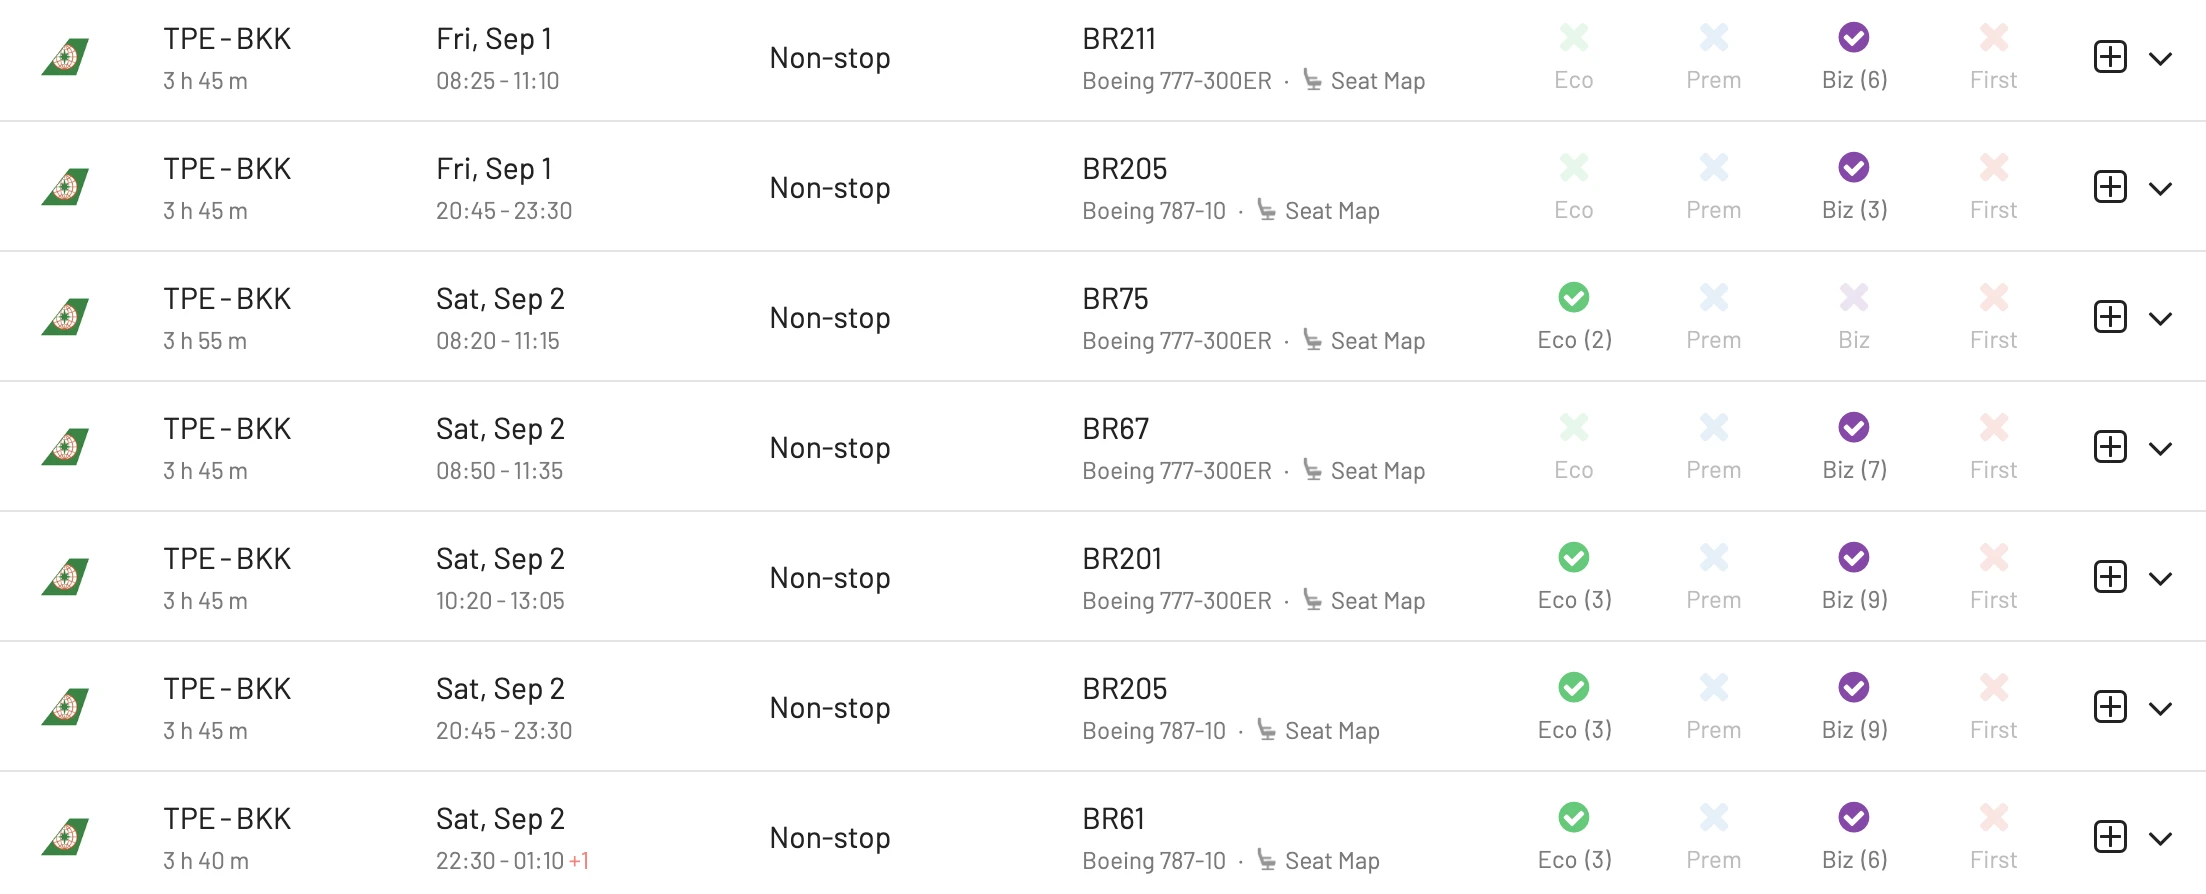 TPE - BKK Fri, Sep 1 Non-stop BR211
3 h 45 m 08:25 - 11:10 Boeing 777-300ER · Seat Map Eco Prem Biz (6) First
TPE - BKK Fri, Sep 1 Non-stop BR205
3 h 45 m 20:45 - 23:30 Boeing 787-10 · Seat Map Eco Prem Biz (3) First
TPE - BKK Sat, Sep 2 Non-stop BR75
3 h 55 m 08:20 - 11:15 Boeing 777-300ER · Seat Map Eco (2) Prem Biz First
TPE - BKK Sat, Sep 2 Non-stop BR67
3 h 45 m 08:50 - 11:35 Boeing 777-300ER · Seat Map Eco Prem Biz (7) First
TPE - BKK Sat, Sep 2 Non-stop BR201
3 h 45 m 10:20 - 13:05 Boeing 777-300ER · Seat Map Eco (3) Prem Biz (9) First
TPE - BKK Sat, Sep 2 Non-stop BR205
3 h 45 m 20:45 - 23:30 Boeing 787-10 · Seat Map Eco (3) Prem Biz (9) First
TPE - BKK Sat, Sep 2 Non-stop BR61
3 h 40 m 22:30 - 01:10 +1 Boeing 787-10 · Seat Map Eco (3) Prem Biz (6) First